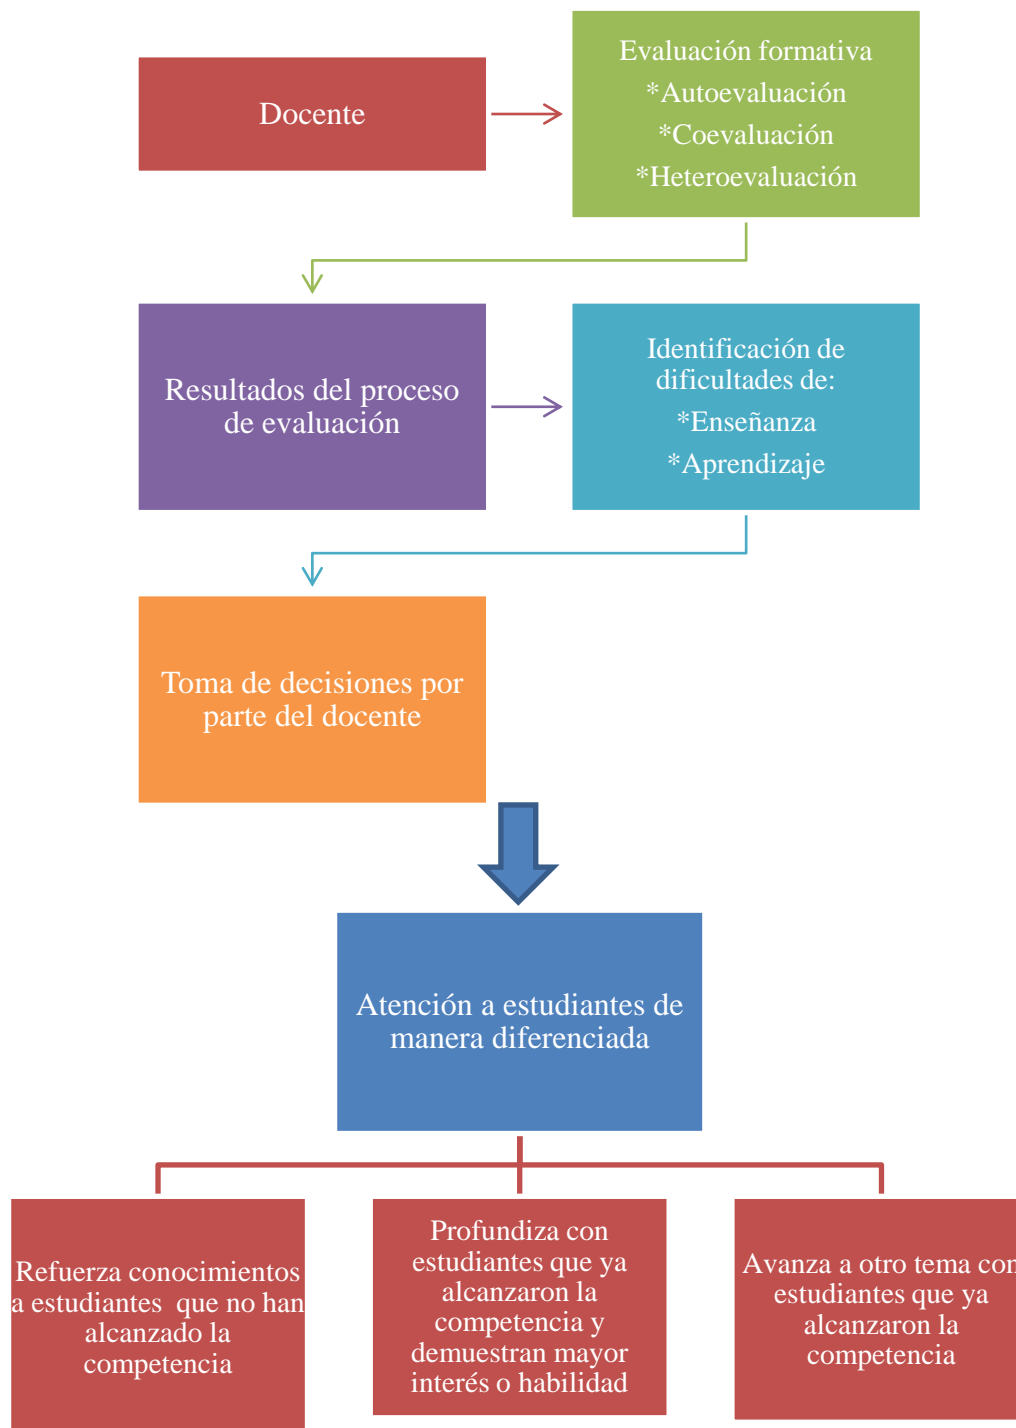 Docente
Evaluación formativa
*Autoevaluación
*Coevaluación
*Heteroevaluación
Resultados del proceso
de evaluación
Identificación de
dificultades de:
*Enseñanza
*Aprendizaje
Toma de decisiones por
parte del docente
Atención a estudiantes de
manera diferenciada
Refuerza conocimientos
a estudiantes que no han
alcanzado la
competencia
Profundiza con
estudiantes que ya
alcanzaron la
competencia y
demuestran mayor
interés o habilidad
Avanza a otro tema con
estudiantes que ya
alcanzaron la
competencia